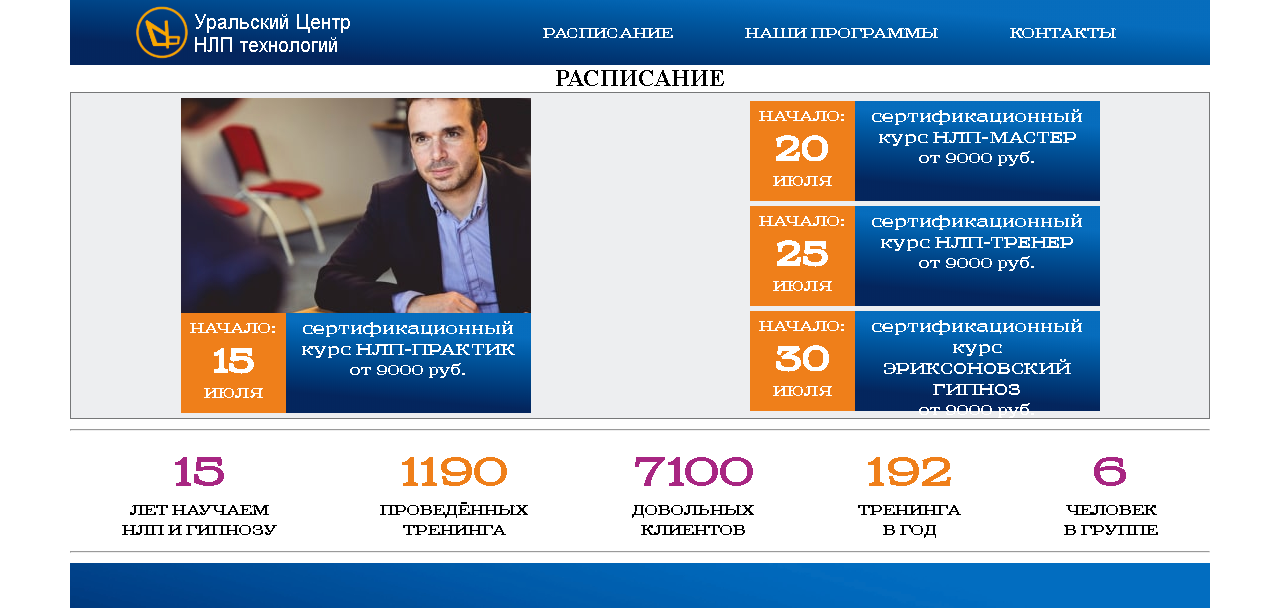 Уральский Центр
НЛП технологий
РАСПИСАНИЕ
НАШИ ПРОГРАММЫ
КОНТАКТЫ
РАСПИСАНИЕ
НАЧАЛО:
15
ИЮЛЯ
сертификационный
курс НЛП-ПРАКТИК
от 9000 руб.
НАЧАЛО:
20
ИЮЛЯ
сертификационный
курс НЛП-МАСТЕР
от 9000 руб.
НАЧАЛО:
25
ИЮЛЯ
сертификационный
курс НЛП-ТРЕНЕР
от 9000 руб.
НАЧАЛО:
30
ИЮЛЯ
сертификационный
курс
ЭРИКСОНОВСКИЙ
ГИПНОЗ
от 9000 руб.
15
ЛЕТ НАУЧАЕМ
НЛП И ГИПНОЗУ
1190
ПРОВЕДЁННЫХ
ТРЕНИНГА
7100
ДОВОЛЬНЫХ
КЛИЕНТОВ
192
ТРЕНИНГА
В ГОД
6
ЧЕЛОВЕК
В ГРУППЕ